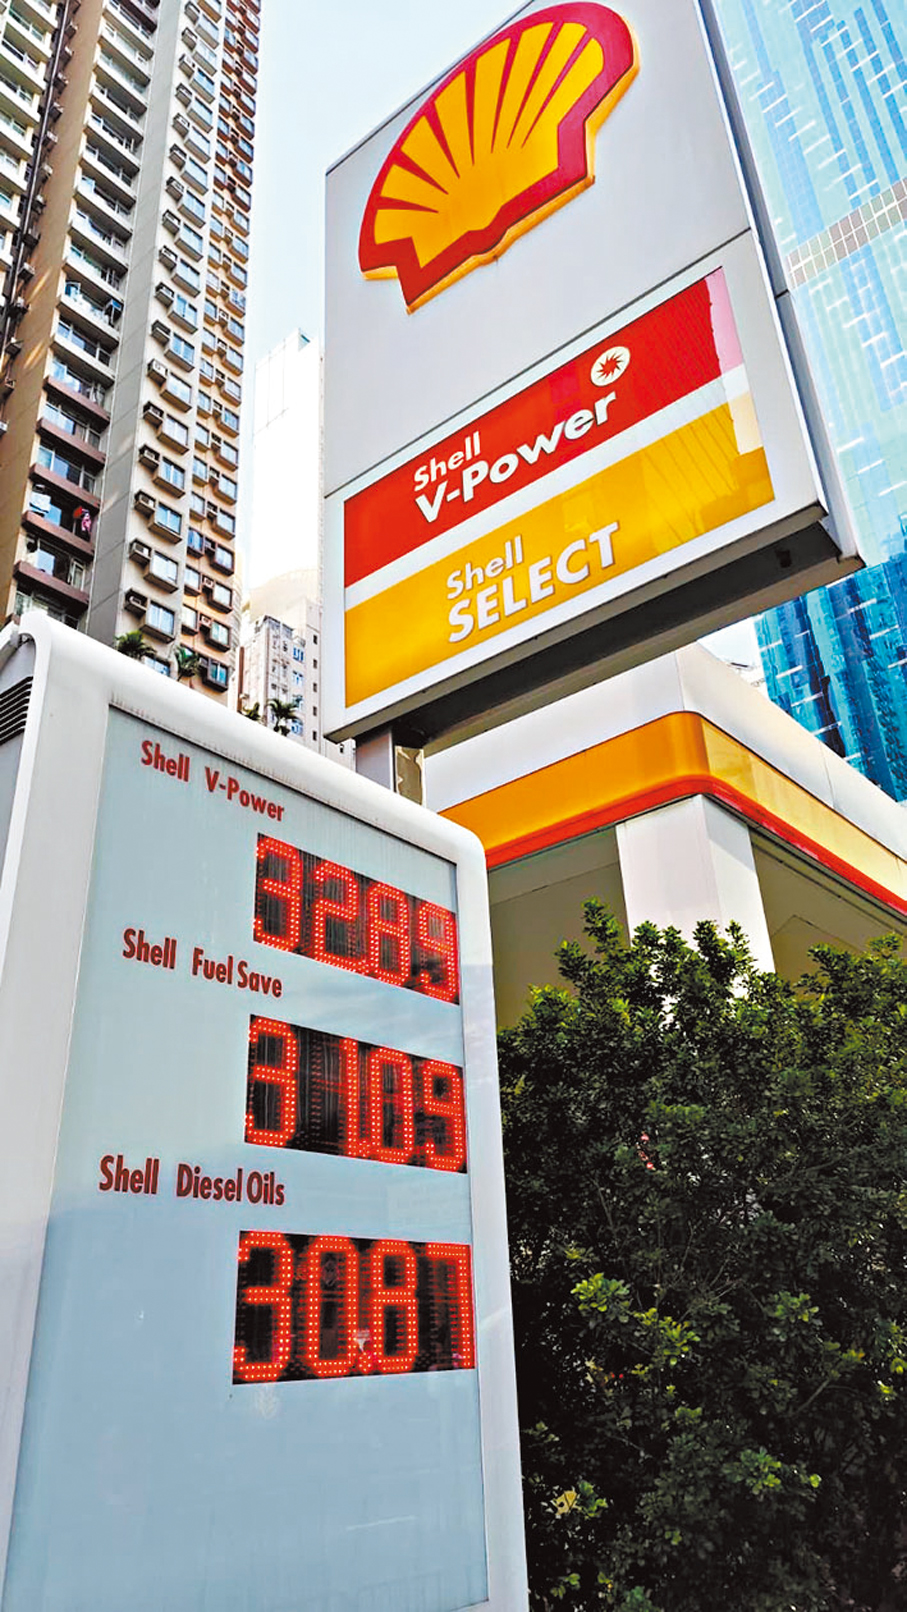 Shell
V-Power
Shell
SELECT
Shell V-Power
32.89
Shell Fuel Save
31.09
Shell Diesel Oils
30.87